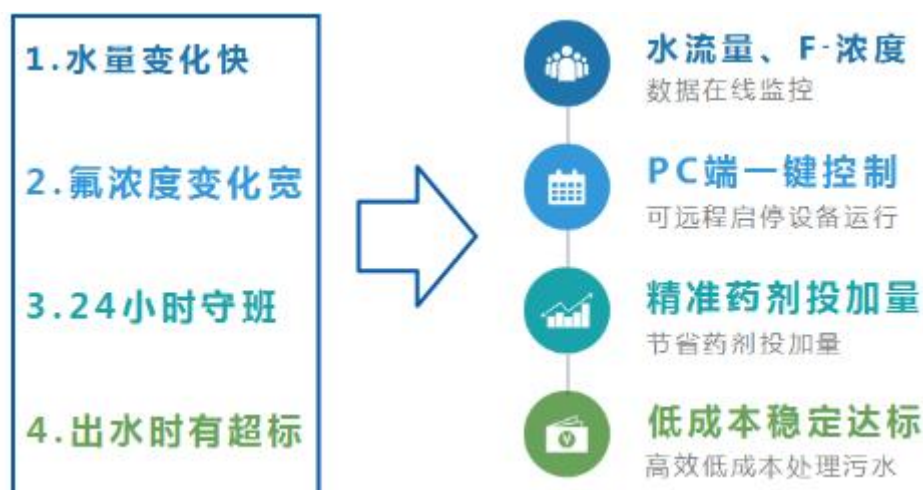 1.水量变化快
2.氟浓度变化宽
3.24小时守班
4.出水时有超标
水流量、F-浓度
数据在线监控
PC端一键控制
可远程启停设备运行
精准药剂投加量
节省药剂投加量
低成本稳定达标
高效低成本处理污水